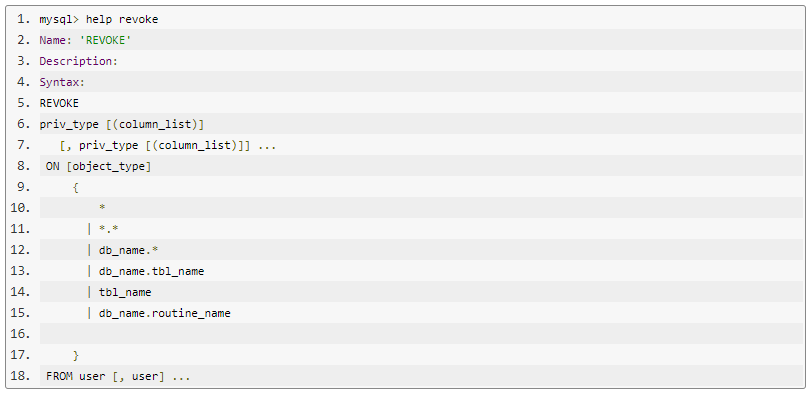 1. mysql> help revoke
2. Name: 'REVOKE'
3. Description:
4. Syntax:
5. REVOKE
6. priv_type [(column_list)]
7. [, priv_type [(column_list)]] ...
8. ON [object_type]
9. {
10. *
11. | *.*
12. | db_name.*
13. | db_name.tbl_name
14. | tbl_name
15. | db_name.routine_name
16.
17. }
18. FROM user [, user] ...